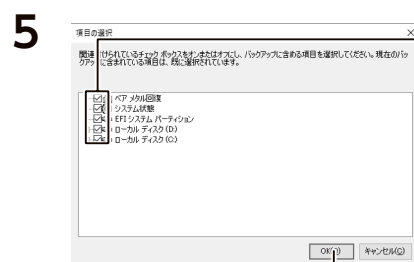 5
項目の選択
関連付けられているチェック ボックスをオンまたはオフにし、バックアップに含める項目を選択してください。現在のバッ
クアップに含まれている項目は、既に選択されています。
ベア メタル回復
システム状態
EFI システム パーティション
ローカル ディスク (D:)
ローカル ディスク (C:)
OK(O) キャンセル(C)